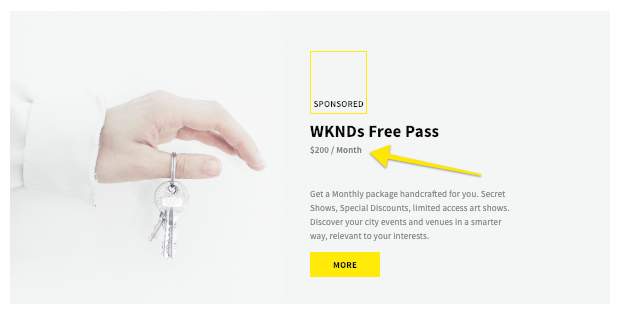 SPONSORED
WKNDs Free Pass
$200 / Month
Get a Monthly package handcrafted for you. Secret
Shows, Special Discounts, limited access art shows.
Discover your city events and venues in a smarter
way, relevant to your interests.
MORE